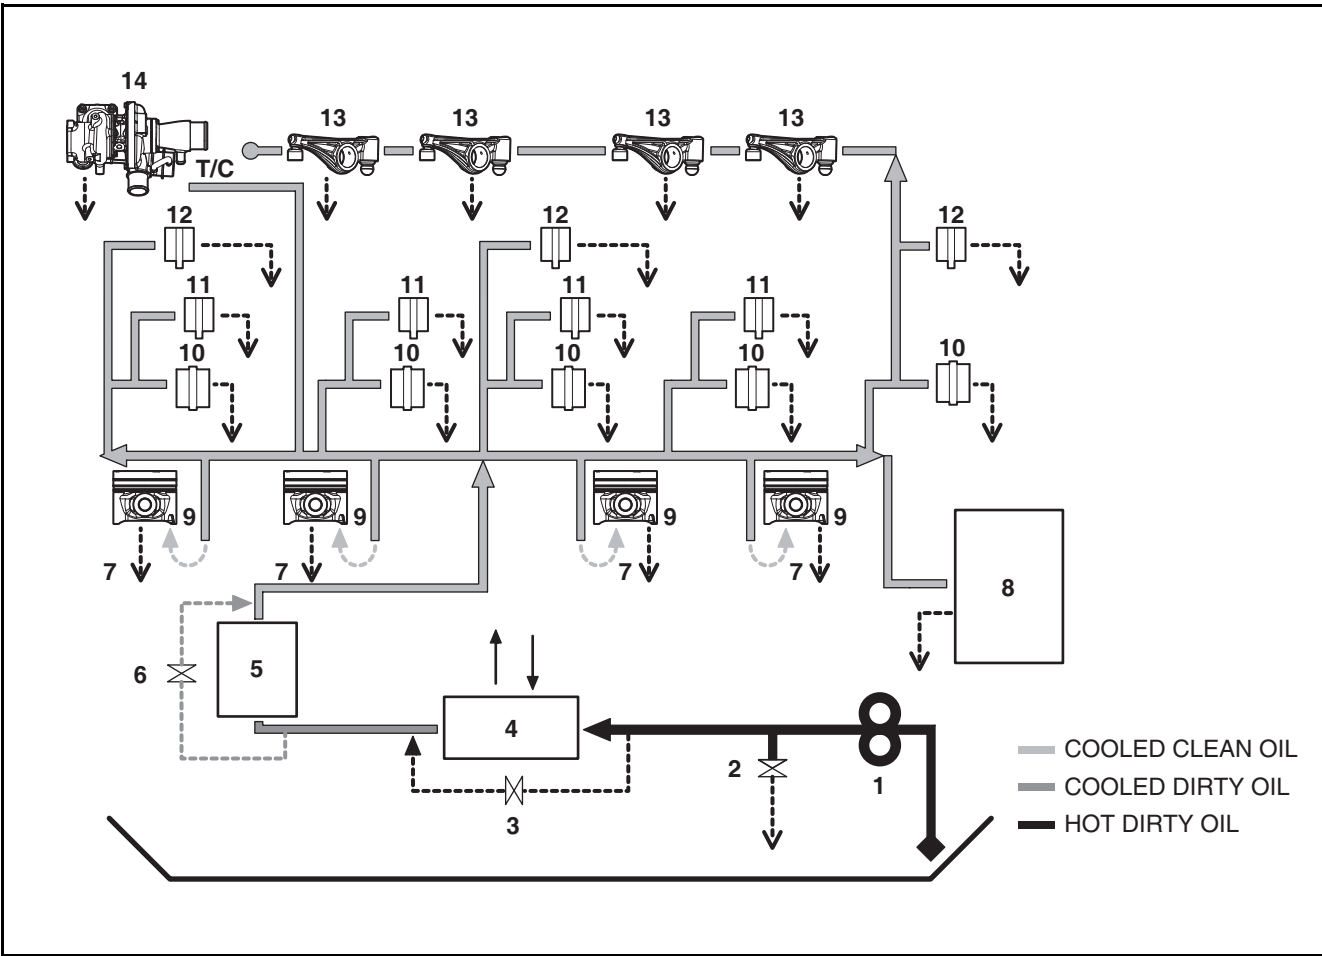 14
13 13 13 13
T/C
12 12 12
11 11 11 11
10 10 10 10 10
9 9 9 9
7 7 7 7
8
6
5
4
2
1
3
COOLED CLEAN OIL
COOLED DIRTY OIL
HOT DIRTY OIL